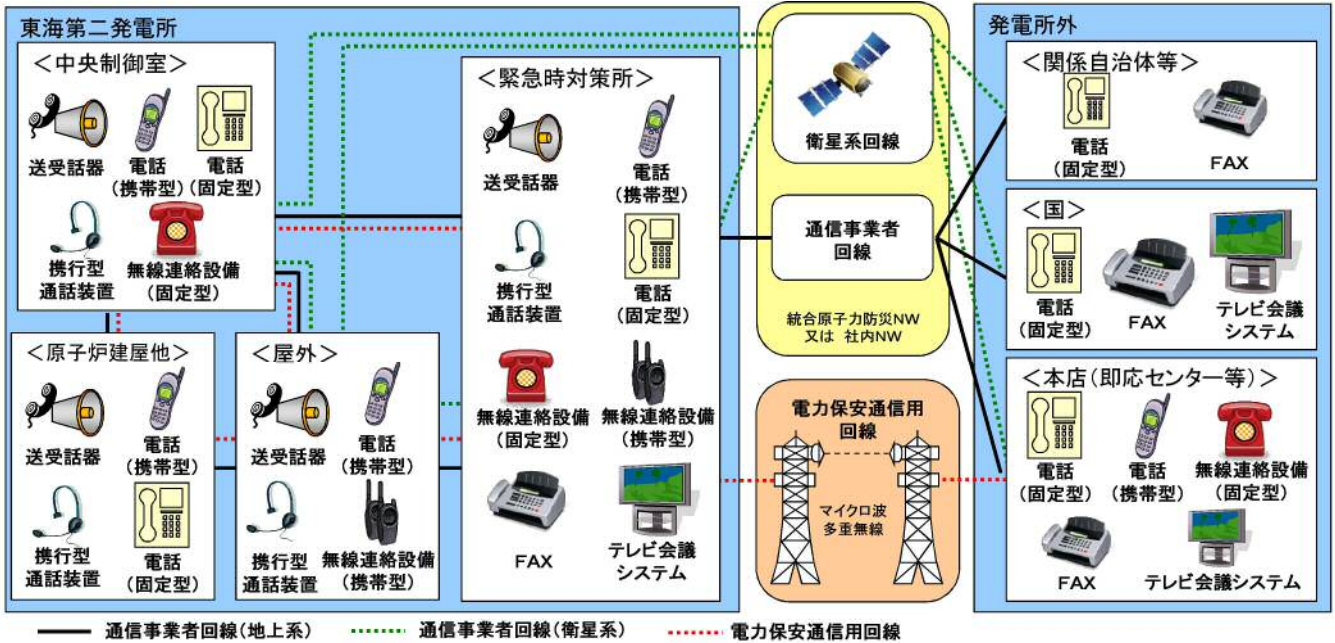 東海第二発電所
＜中央制御室＞
送受話器
電話
(携帯型)
電話
(固定型)
携行型
通話装置
無線連絡設備
(固定型)
＜原子炉建屋他＞
送受話器
電話
(携帯型)
携行型
通話装置
電話
(固定型)
＜屋外＞
送受話器
電話
(携帯型)
携行型
通話装置
無線連絡設備
(携帯型)
＜緊急時対策所＞
送受話器
電話
(携帯型)
携行型
通話装置
電話
(固定型)
無線連絡設備
(固定型)
無線連絡設備
(携帯型)
FAX
テレビ会議
システム
衛星系回線
通信事業者
回線
統合原子力防災NW
又は 社内NW
電力保安通信用
回線
マイクロ波
多重無線
発電所外
＜関係自治体等＞
電話
(固定型)
FAX
＜国＞
電話
(固定型)
FAX
テレビ会議
システム
＜本店(即応センター等)＞
電話
(固定型)
電話
(携帯型)
無線連絡設備
(固定型)
FAX
テレビ会議システム
通信事業者回線(地上系)
通信事業者回線(衛星系)
電力保安通信用回線